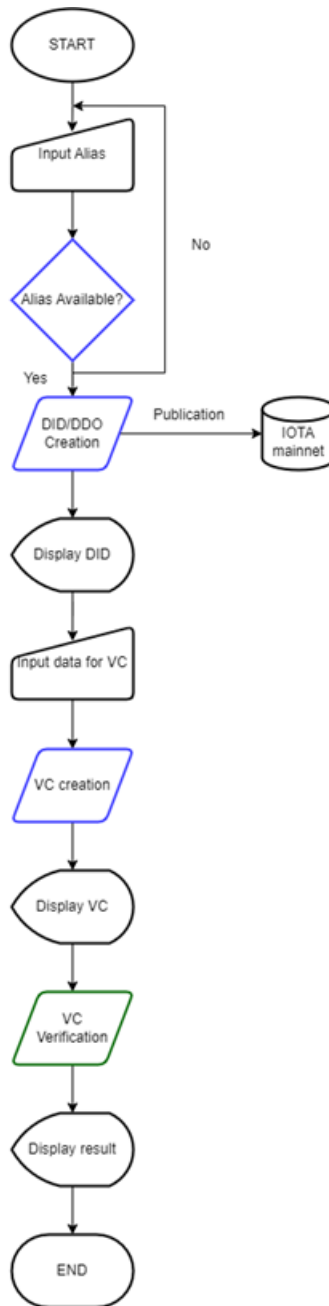 START
Input Alias
No
Alias Available?
Yes
DID/DDO
Creation
Publication
IOTA
mainnet
Display DID
Input data for VC
VC creation
Display VC
VC
Verification
Display result
END